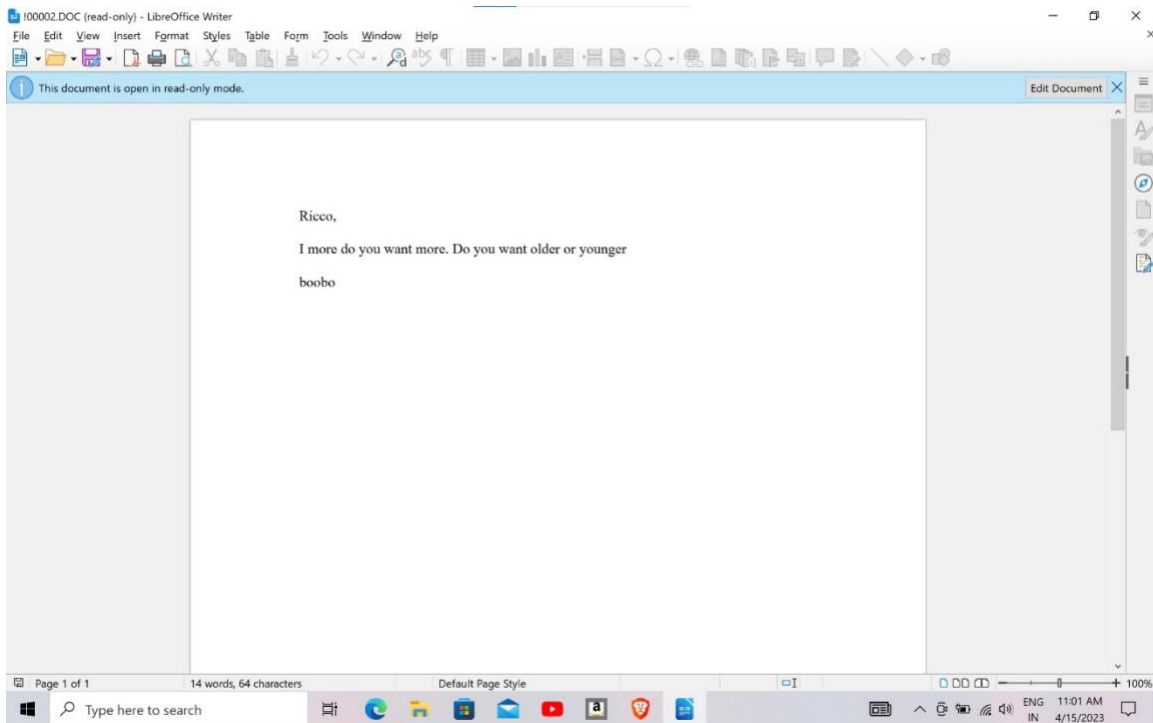 !00002.DOC (read-only) - LibreOffice Writer
File Edit View Insert Format Styles Table Form Tools Window Help
This document is open in read-only mode.
Edit Document
Ricco,
I more do you want more. Do you want older or younger
boobo
Page 1 of 1
14 words, 64 characters
Default Page Style
100%
Type here to search
ENG
IN
11:01 AM
4/15/2023